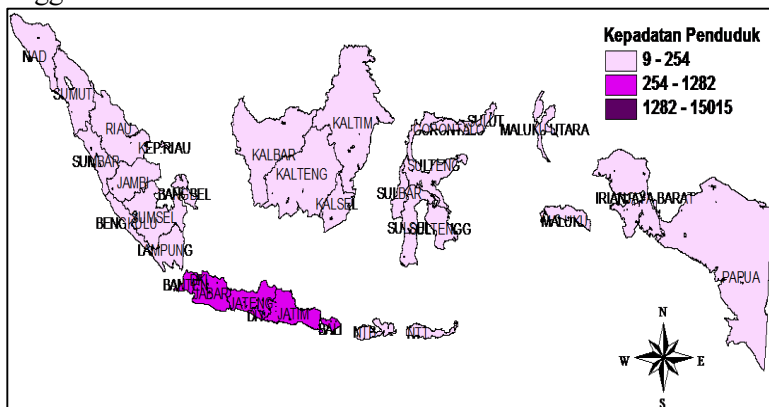 Kepadatan Penduduk
9 - 254
254 - 1282
1282 - 15015
NAD
SUMUT
RIAU
KEP.RIAU
SUMBAR
JAMBI
BANGBEL
BENGKULU
SUMSEL
LAMPUNG
BANTEN
JABAR
JATENG
JATIM
BALI
NTB
NTT
KALBAR
KALTENG
KALTIM
KALSEL
GORONTALO
SULUT
SULTENG
SULBAR
SULSEL
SULTENGG
MALUKU UTARA
MALUKU
IRIAN JAYA BARAT
PAPUA
N
W
E
S